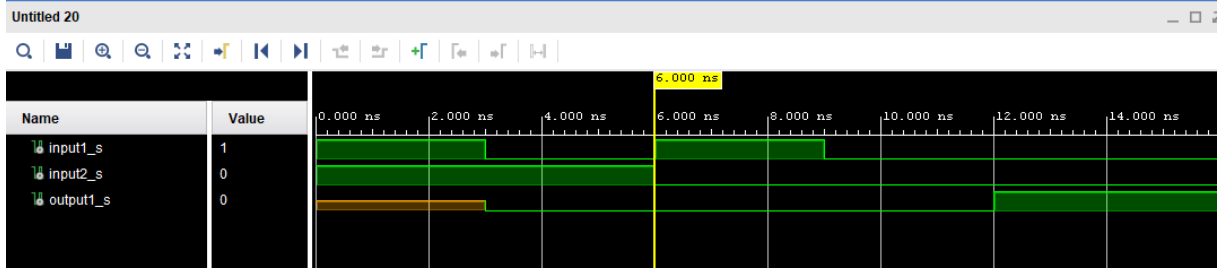 Untitled 20
6.000 ns
Name Value 0.000 ns 2.000 ns 4.000 ns 6.000 ns 8.000 ns 10.000 ns 12.000 ns 14.000 ns
input1_s 1
input2_s 0
output1_s 0